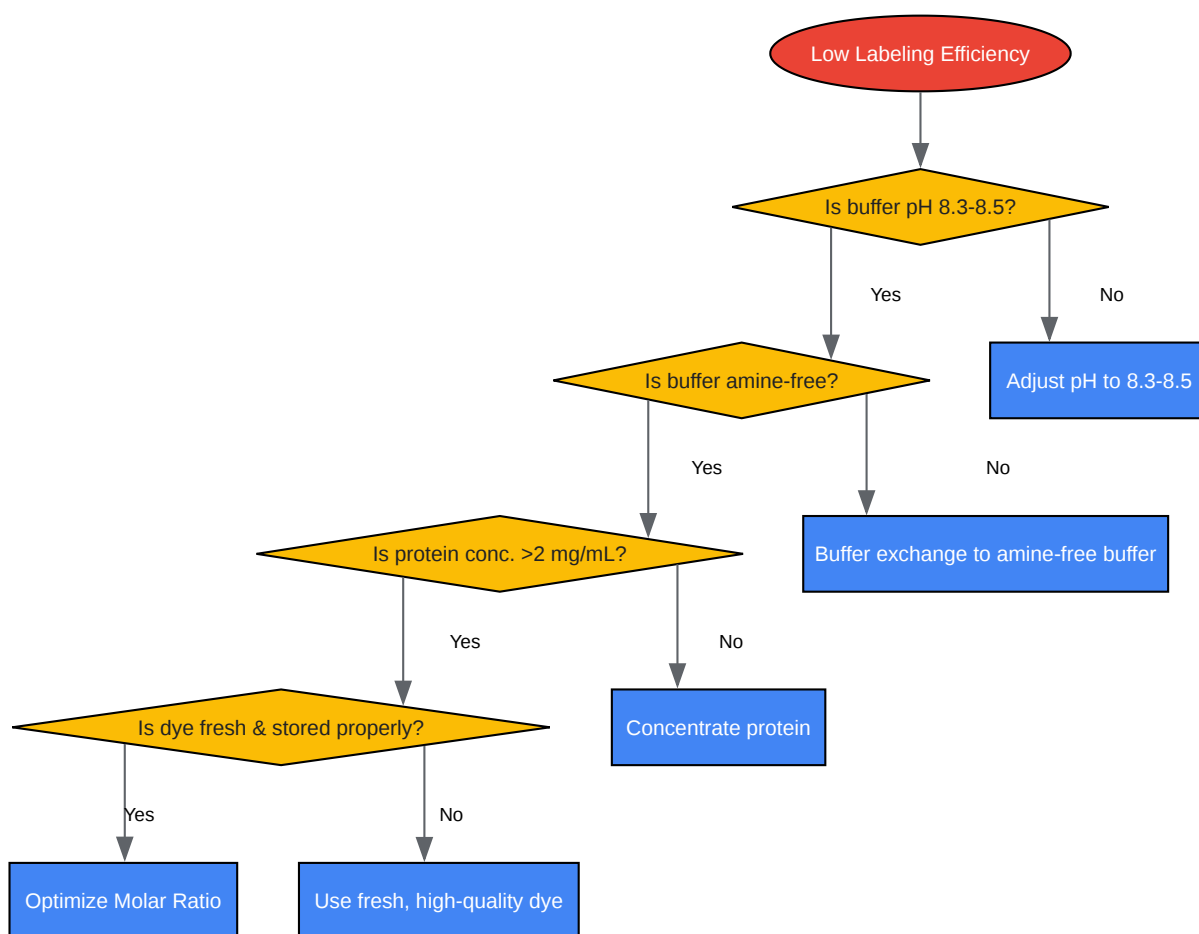 Low Labeling Efficiency
Is buffer pH 8.3-8.5?
Yes
No
Is buffer amine-free?
Adjust pH to 8.3-8.5
Yes
No
Is protein conc. >2 mg/mL?
Buffer exchange to amine-free buffer
Yes
No
Is dye fresh & stored properly?
Concentrate protein
Yes
No
Optimize Molar Ratio
Use fresh, high-quality dye